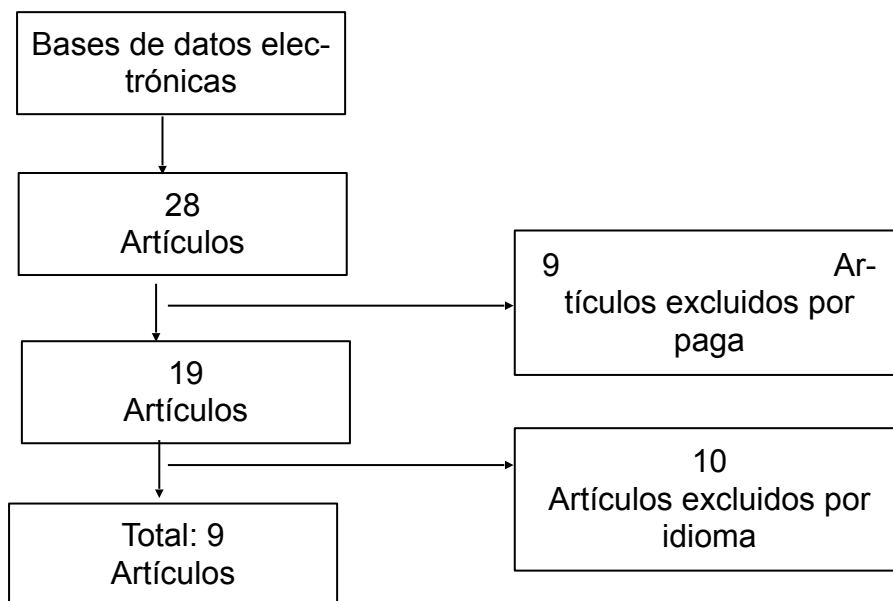 Bases de datos elec-
trónicas
28
Artículos
9 Ar-
tículos excluidos por
paga
19
Artículos
10
Artículos excluidos por
idioma
Total: 9
Artículos